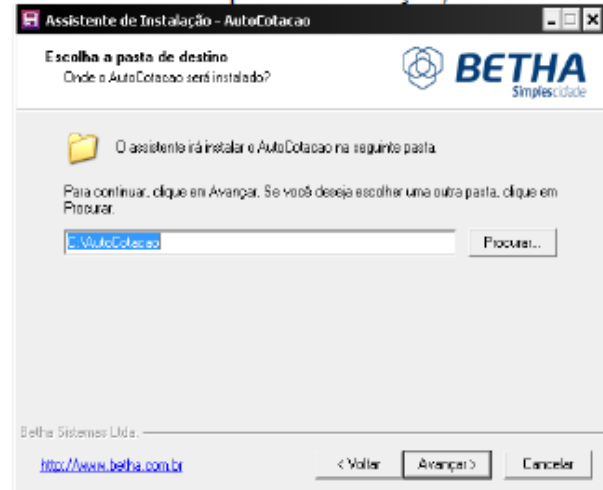 Assistente de Instalação - AutoCotacao
Escolha a pasta de destino
Onde o AutoCotacao será instalado?
BETHA
Simplescidade
O assistente irá instalar o AutoCotacao na seguinte pasta.
Para continuar, clique em Avançar. Se você deseja escolher uma outra pasta, clique em
Procurar.
C:\AutoCotacao
Procurar...
Betha Sistemas Ltda.
http://www.betha.com.br
< Voltar
Avançar >
Cancelar